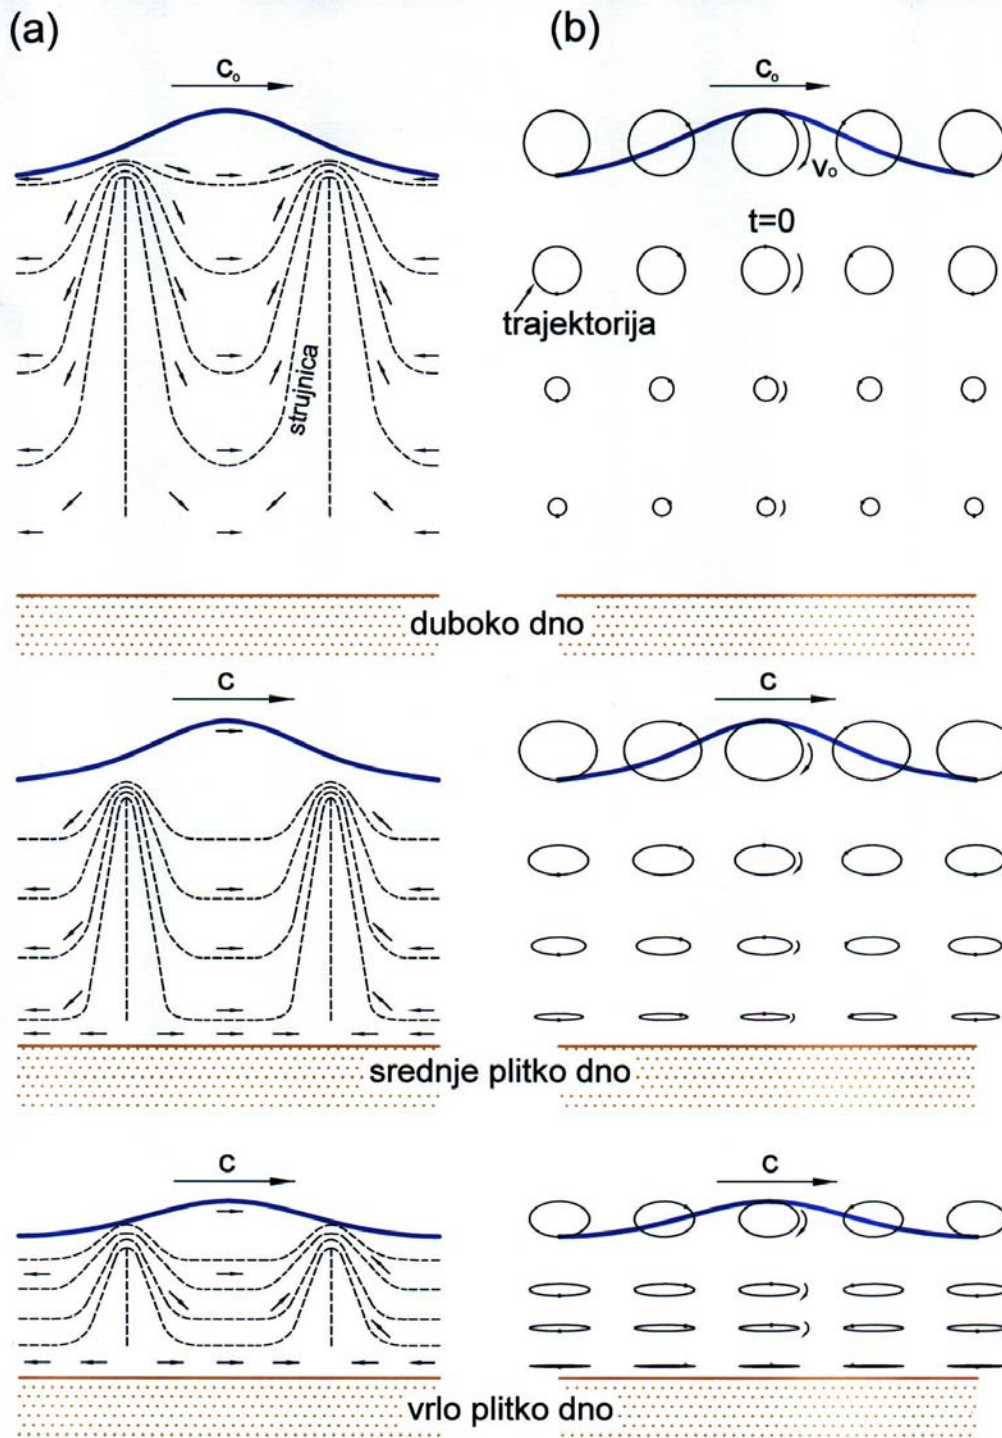 (a)
(b)
c₀
c₀
v₀
t=0
trajektorija
strujnica
duboko dno
c
c
srednje plitko dno
c
c
vrlo plitko dno